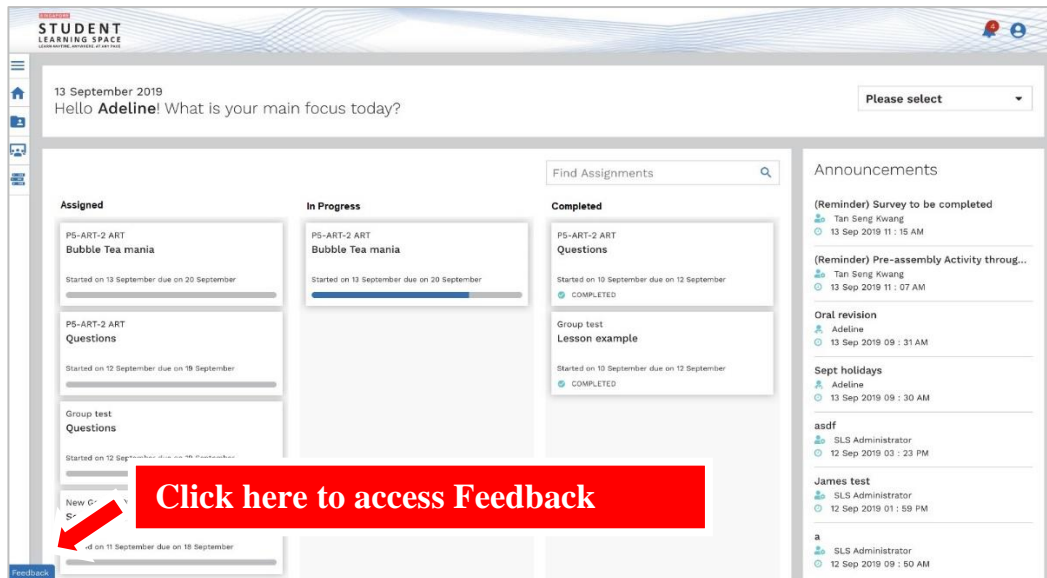 SINGAPORE
STUDENT
LEARNING SPACE
LEARN ANYTIME, ANYWHERE, AT ANY PACE
4
13 September 2019
Hello Adeline! What is your main focus today?
Please select
Find Assignments
Assigned
P5-ART-2 ART
Bubble Tea mania
Started on 13 September due on 20 September
P5-ART-2 ART
Questions
Started on 12 September due on 19 September
Group test
Questions
Started on 12
on 11 September due on 18 September
In Progress
P5-ART-2 ART
Bubble Tea mania
Started on 13 September due on 20 September
Completed
P5-ART-2 ART
Questions
Started on 10 September due on 12 September
COMPLETED
Group test
Lesson example
Started on 10 September due on 12 September
COMPLETED
Announcements
(Reminder) Survey to be completed
Tan Seng Kwang
13 Sep 2019 11 : 15 AM
(Reminder) Pre-assembly Activity throug...
Tan Seng Kwang
13 Sep 2019 11 : 07 AM
Oral revision
Adeline
13 Sep 2019 09 : 31 AM
Sept holidays
Adeline
13 Sep 2019 09 : 30 AM
asdf
SLS Administrator
12 Sep 2019 03 : 23 PM
James test
SLS Administrator
12 Sep 2019 01 : 59 PM
a
SLS Administrator
12 Sep 2019 09 : 50 AM
Click here to access Feedback
Feedback